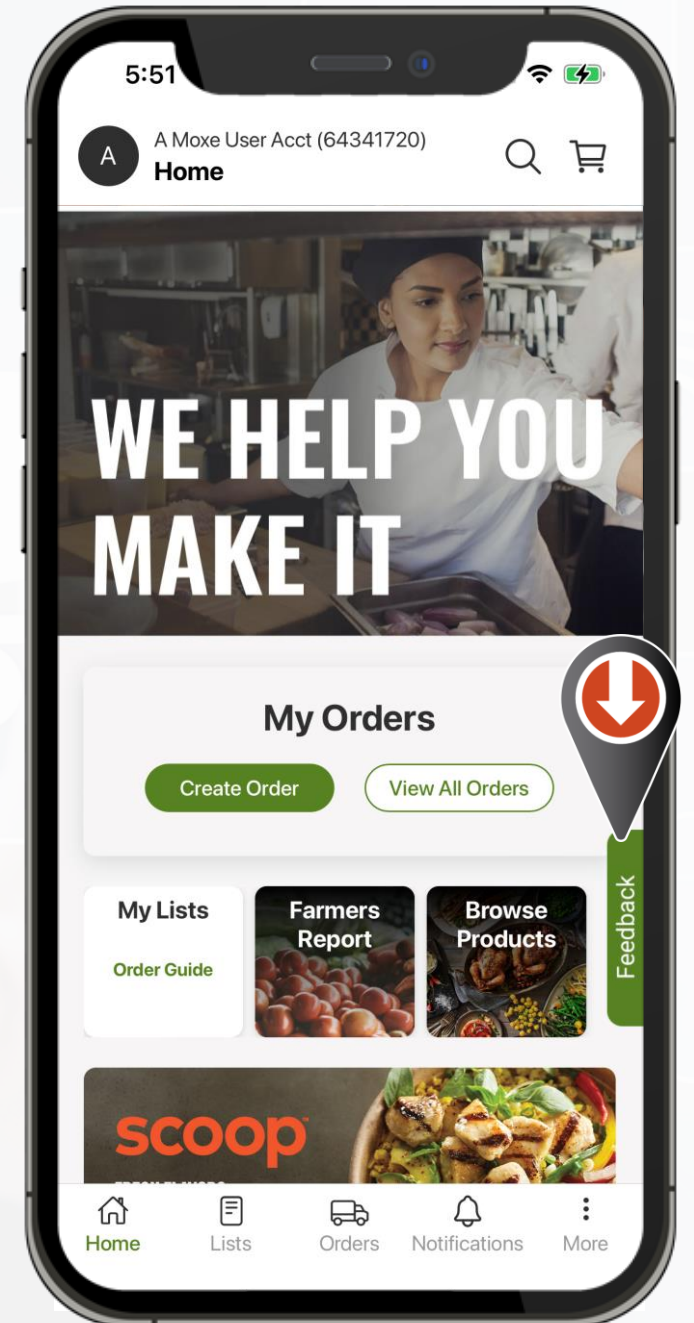 5:51
A
A Moxe User Acct (64341720)
Home
WE HELP YOU
MAKE IT
My Orders
Create Order
View All Orders
Feedback
My Lists
Order Guide
Farmers
Report
Browse
Products
scoop™
Home
Lists
Orders
Notifications
More